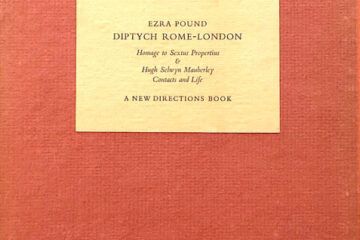 EZRA POUND
DIPTYCH ROME-LONDON
Homage to Sextus Propertius
&
Hugh Selwyn Mauberley
Contacts and Life
A NEW DIRECTIONS BOOK